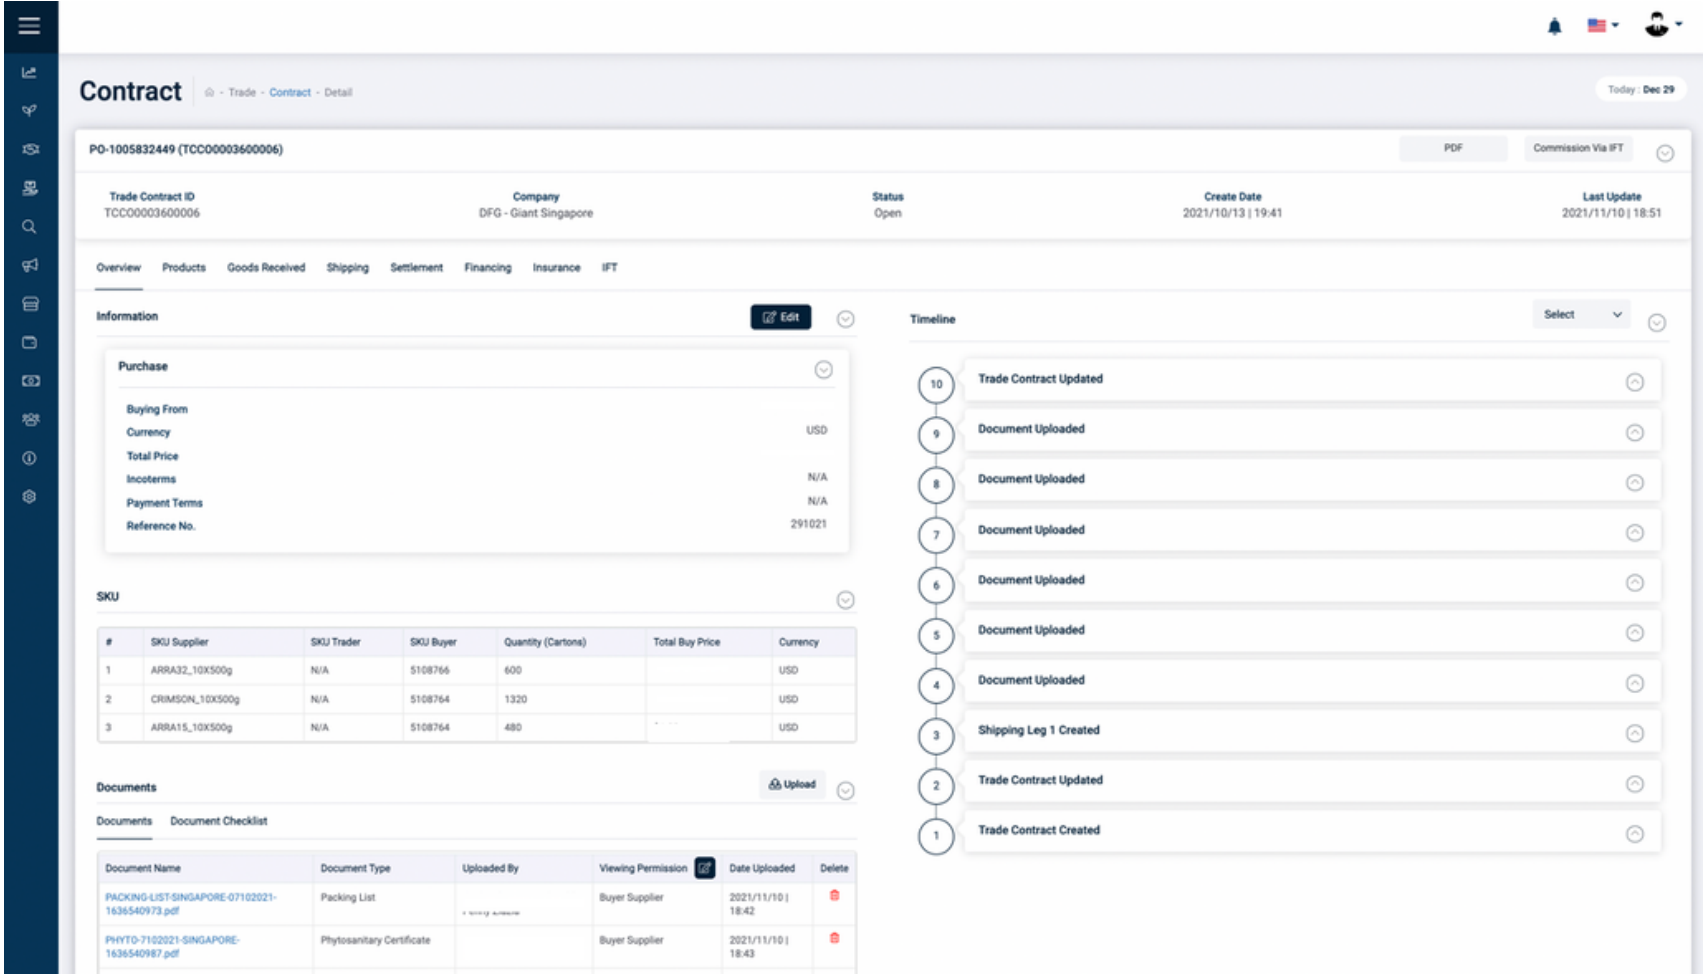 Contract - Trade - Contract - Detail
Today : Dec 29
PO-1005832449 (TCCO0003600006) PDF Commission Via IFT
Trade Contract ID Company Status Create Date Last Update
TCCO0003600006 DFG - Giant Singapore Open 2021/10/13 | 19:41 2021/11/10 | 18:51
Overview Products Goods Received Shipping Settlement Financing Insurance IFT
Information Edit
Purchase
Buying From
Currency USD
Total Price
Incoterms N/A
Payment Terms N/A
Reference No. 291021
SKU
# SKU Supplier SKU Trader SKU Buyer Quantity (Cartons) Total Buy Price Currency
1 ARRA32_10X500g N/A 5108766 600 USD
2 CRIMSON_10X500g N/A 5108764 1320 USD
3 ARRA15_10X500g N/A 5108764 480 USD
Documents Upload
Documents Document Checklist
Document Name Document Type Uploaded By Viewing Permission Date Uploaded Delete
PACKING-LIST-SINGAPORE-07102021- Packing List Buyer Supplier 2021/11/10 |
1636540973.pdf 18:42
PHYTO-7102021-SINGAPORE- Phytosanitary Certificate Buyer Supplier 2021/11/10 |
1636540987.pdf 18:43
Timeline Select
10 Trade Contract Updated
9 Document Uploaded
8 Document Uploaded
7 Document Uploaded
6 Document Uploaded
5 Document Uploaded
4 Document Uploaded
3 Shipping Leg 1 Created
2 Trade Contract Updated
1 Trade Contract Created